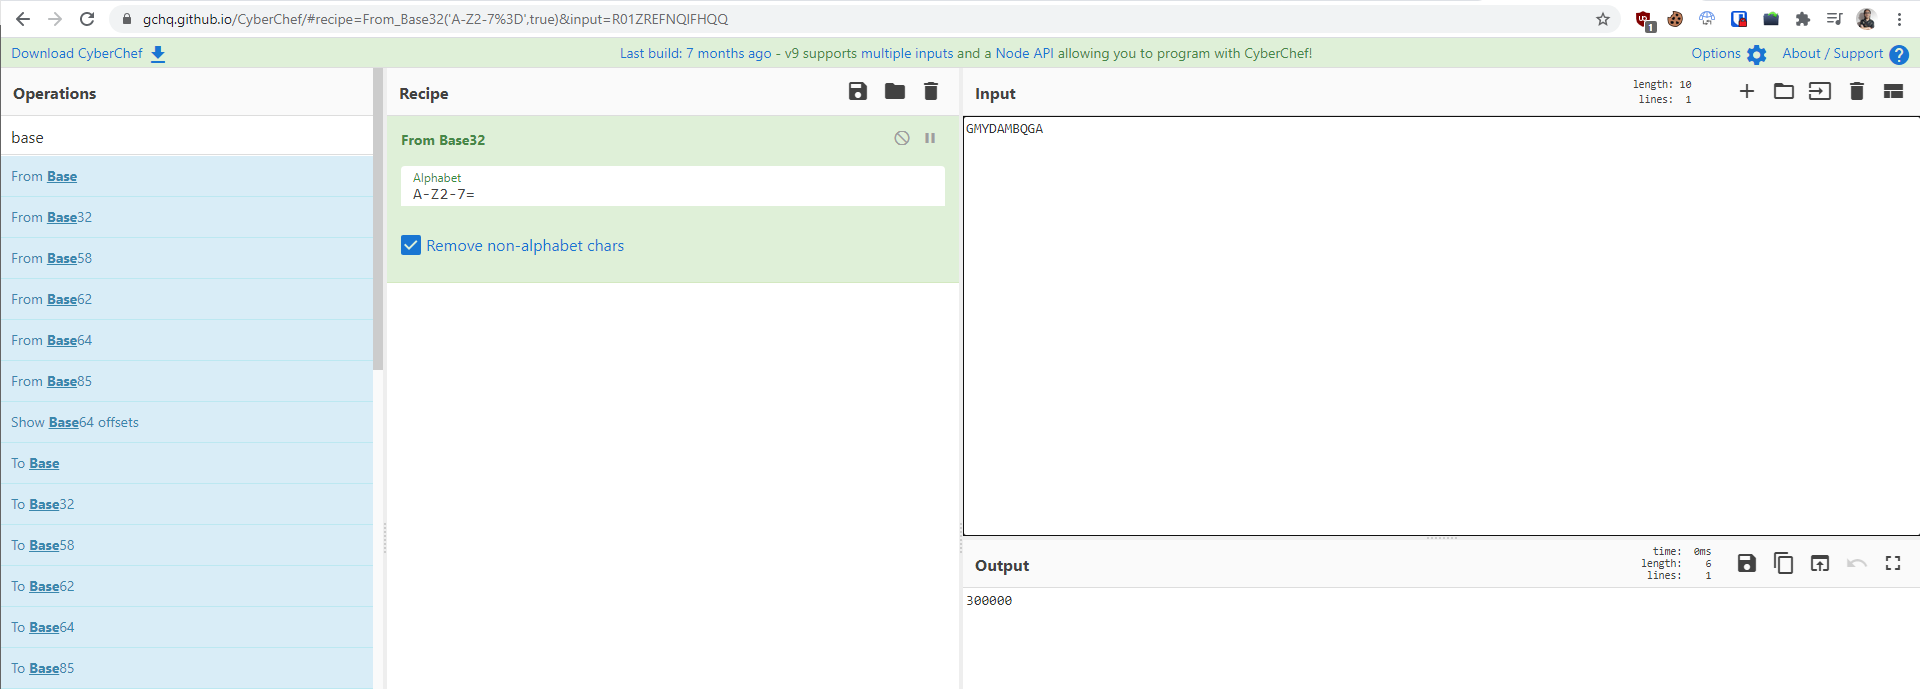 gchq.github.io/CyberChef/#recipe=From_Base32('A-Z2-7%3D',true)&input=R01ZREFNQlFHQQ
1
Download CyberChef
Last build: 7 months ago - v9 supports multiple inputs and a Node API allowing you to program with CyberChef!
Options
About / Support
Operations
base
From Base
From Base32
From Base58
From Base62
From Base64
From Base85
Show Base64 offsets
To Base
To Base32
To Base58
To Base62
To Base64
To Base85
Recipe
From Base32
Alphabet
A-Z2-7=
Remove non-alphabet chars
Input
length: 10
lines: 1
GMYDAMBQGA
Output
time: 0ms
length: 6
lines: 1
300000